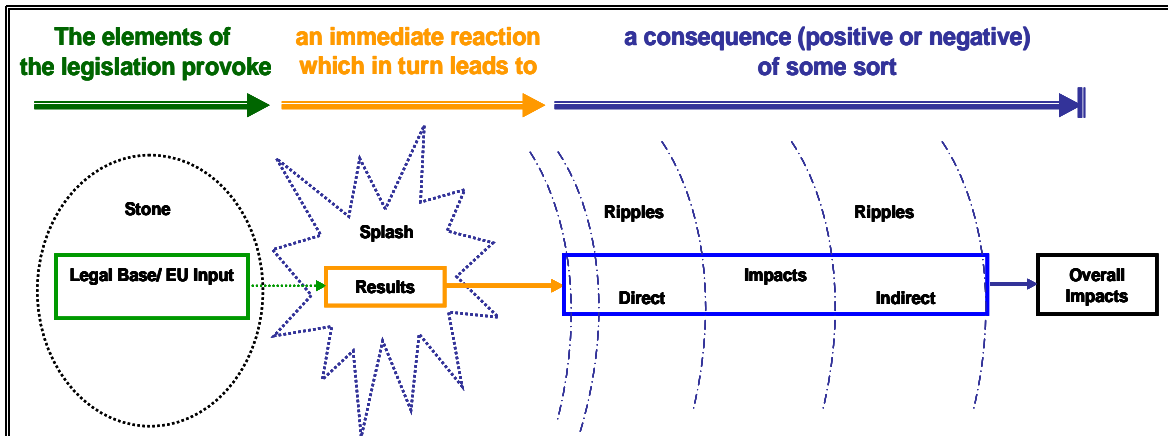 The elements of
the legislation provoke
an immediate reaction
which in turn leads to
a consequence (positive or negative)
of some sort
Stone
Legal Base/ EU Input
Splash
Results
Ripples
Ripples
Impacts
Direct
Indirect
Overall
Impacts